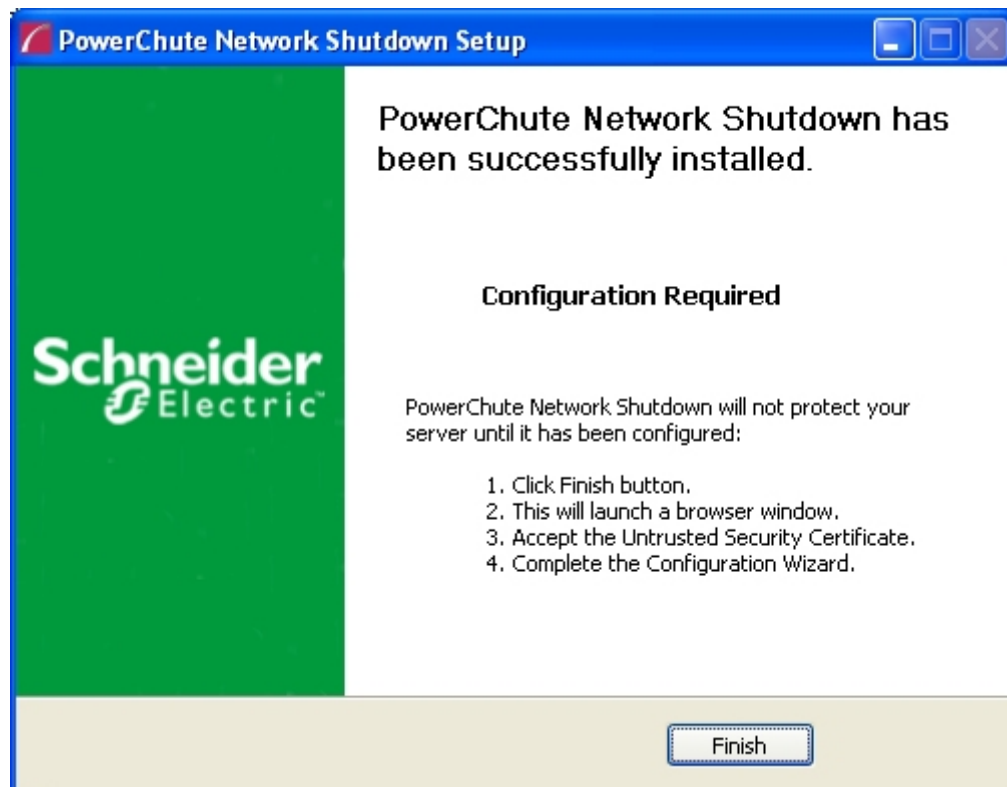 PowerChute Network Shutdown Setup
PowerChute Network Shutdown has
been successfully installed.
Configuration Required
Schneider
Electric™
PowerChute Network Shutdown will not protect your
server until it has been configured:
1. Click Finish button.
2. This will launch a browser window.
3. Accept the Untrusted Security Certificate.
4. Complete the Configuration Wizard.
Finish